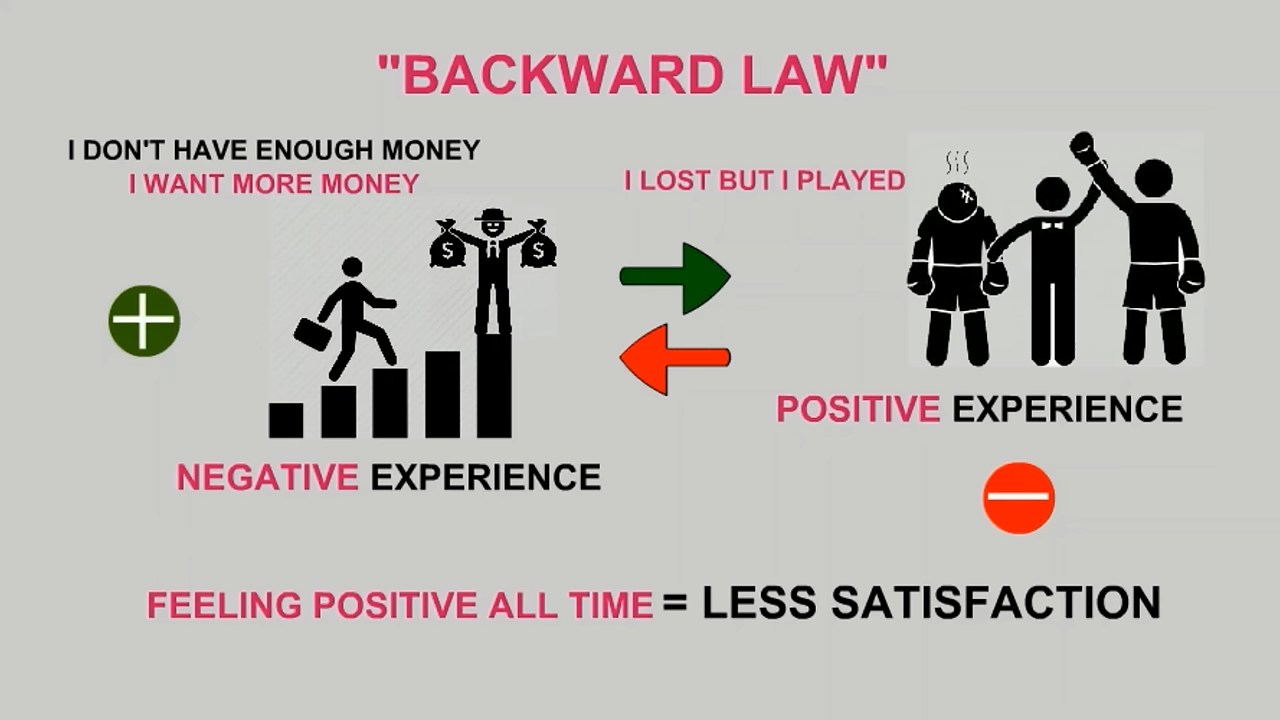 "BACKWARD LAW"
I DON'T HAVE ENOUGH MONEY
I WANT MORE MONEY
I LOST BUT I PLAYED
$ $
POSITIVE EXPERIENCE
NEGATIVE EXPERIENCE
FEELING POSITIVE ALL TIME = LESS SATISFACTION